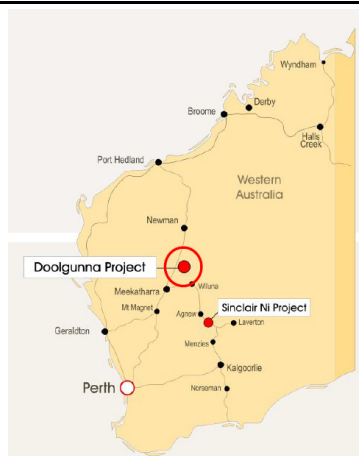 Wyndham
Derby
Broome
Halls
Creek
Port Hedland
Western
Australia
Newman
Doolgunna Project
Wiluna
Meekatharra
Sinclair Ni Project
Mt Magnet
Agnew
Laverton
Geraldton
Menzies
Kalgoorlie
Perth
Norseman